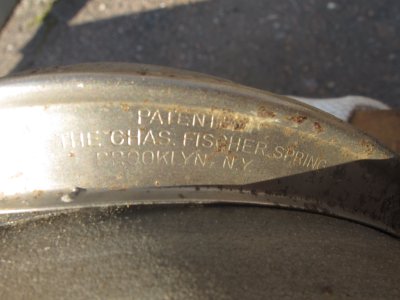 PATENTED
THE CHAS. FISCHER SPRING
BROOKLYN, N.Y.